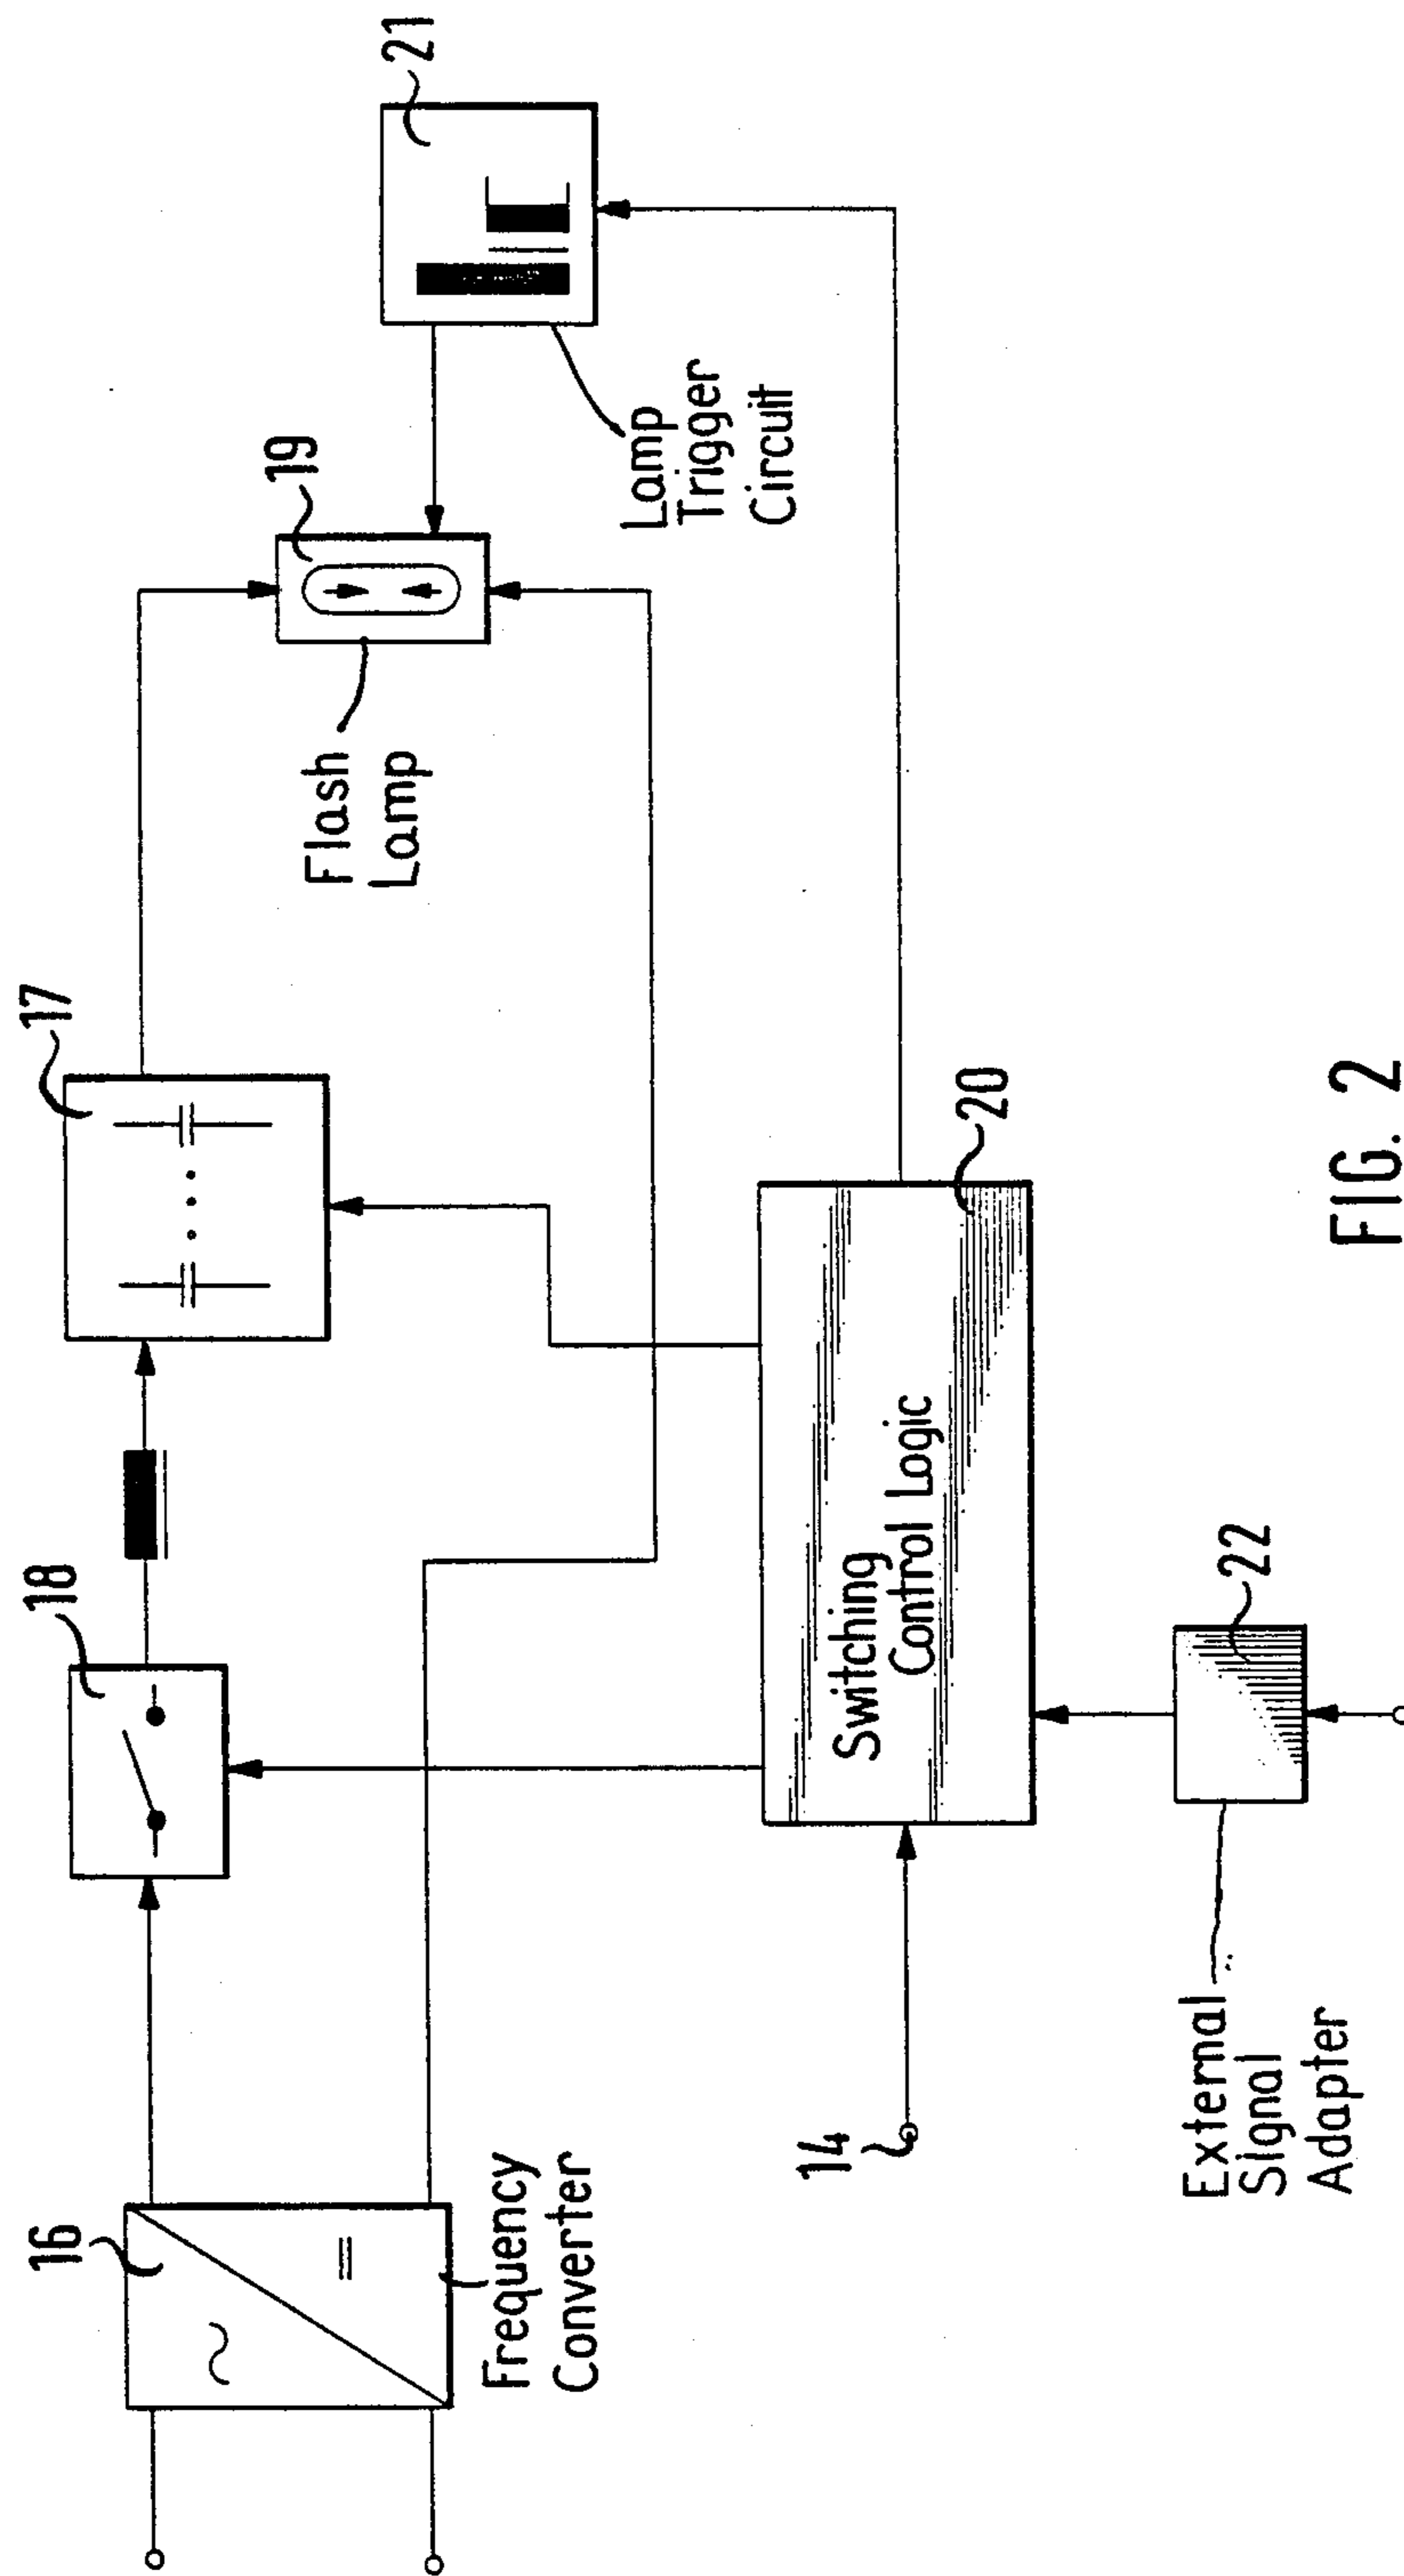 16
Frequency
Converter
18
17
19
Flash
Lamp
21
Lamp
Trigger
Circuit
14
Switching
Control Logic
20
External
Signal
Adapter
22
FIG. 2